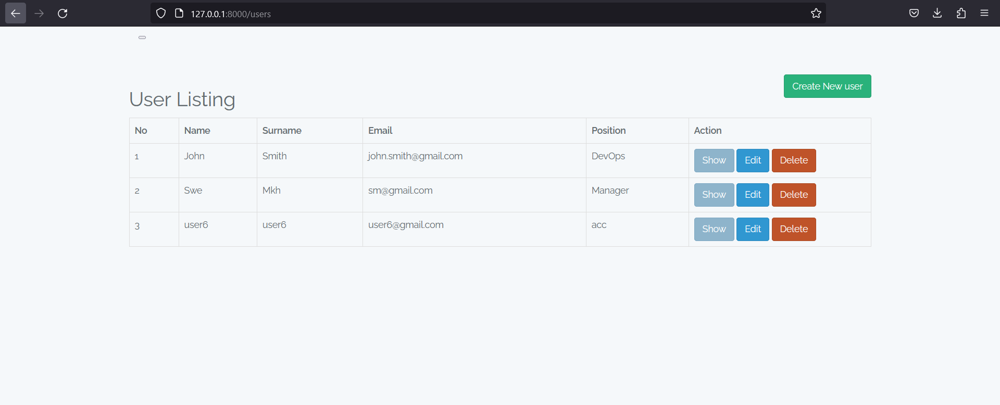 127.0.0.1:8000/users
Create New user
User Listing
No Name Surname Email Position Action
1 John Smith john.smith@gmail.com DevOps Show Edit Delete
2 Swe Mkh sm@gmail.com Manager Show Edit Delete
3 user6 user6 user6@gmail.com acc Show Edit Delete